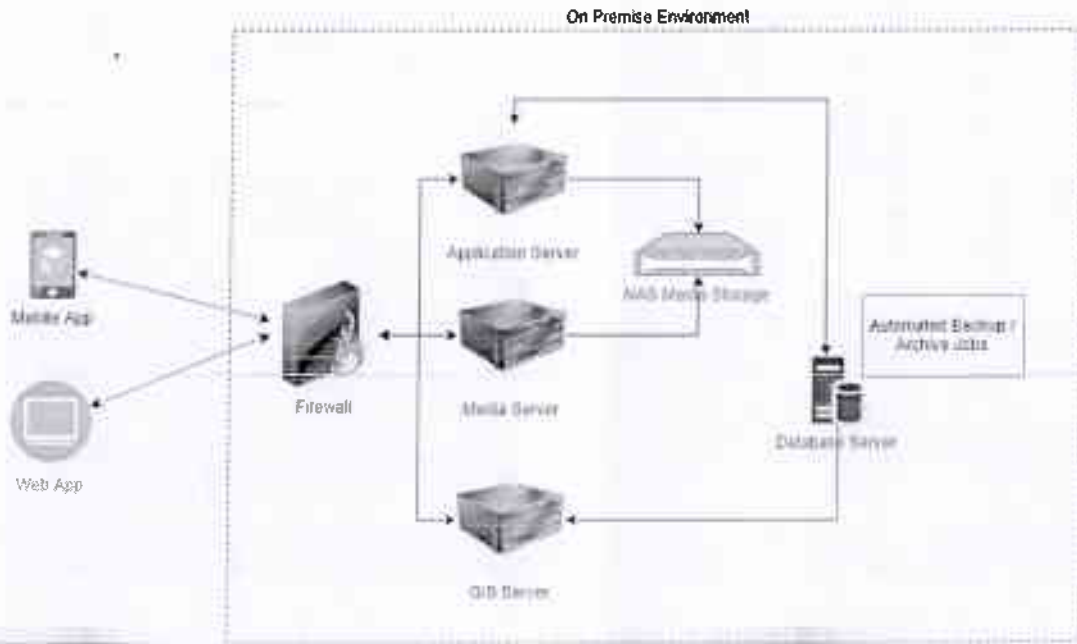 On Premise Environment
Application Server
NAS Media Storage
Mobile App
Automated Backup /
Archive Jobs
Firewall
Media Server
Database Server
Web App
GIS Server